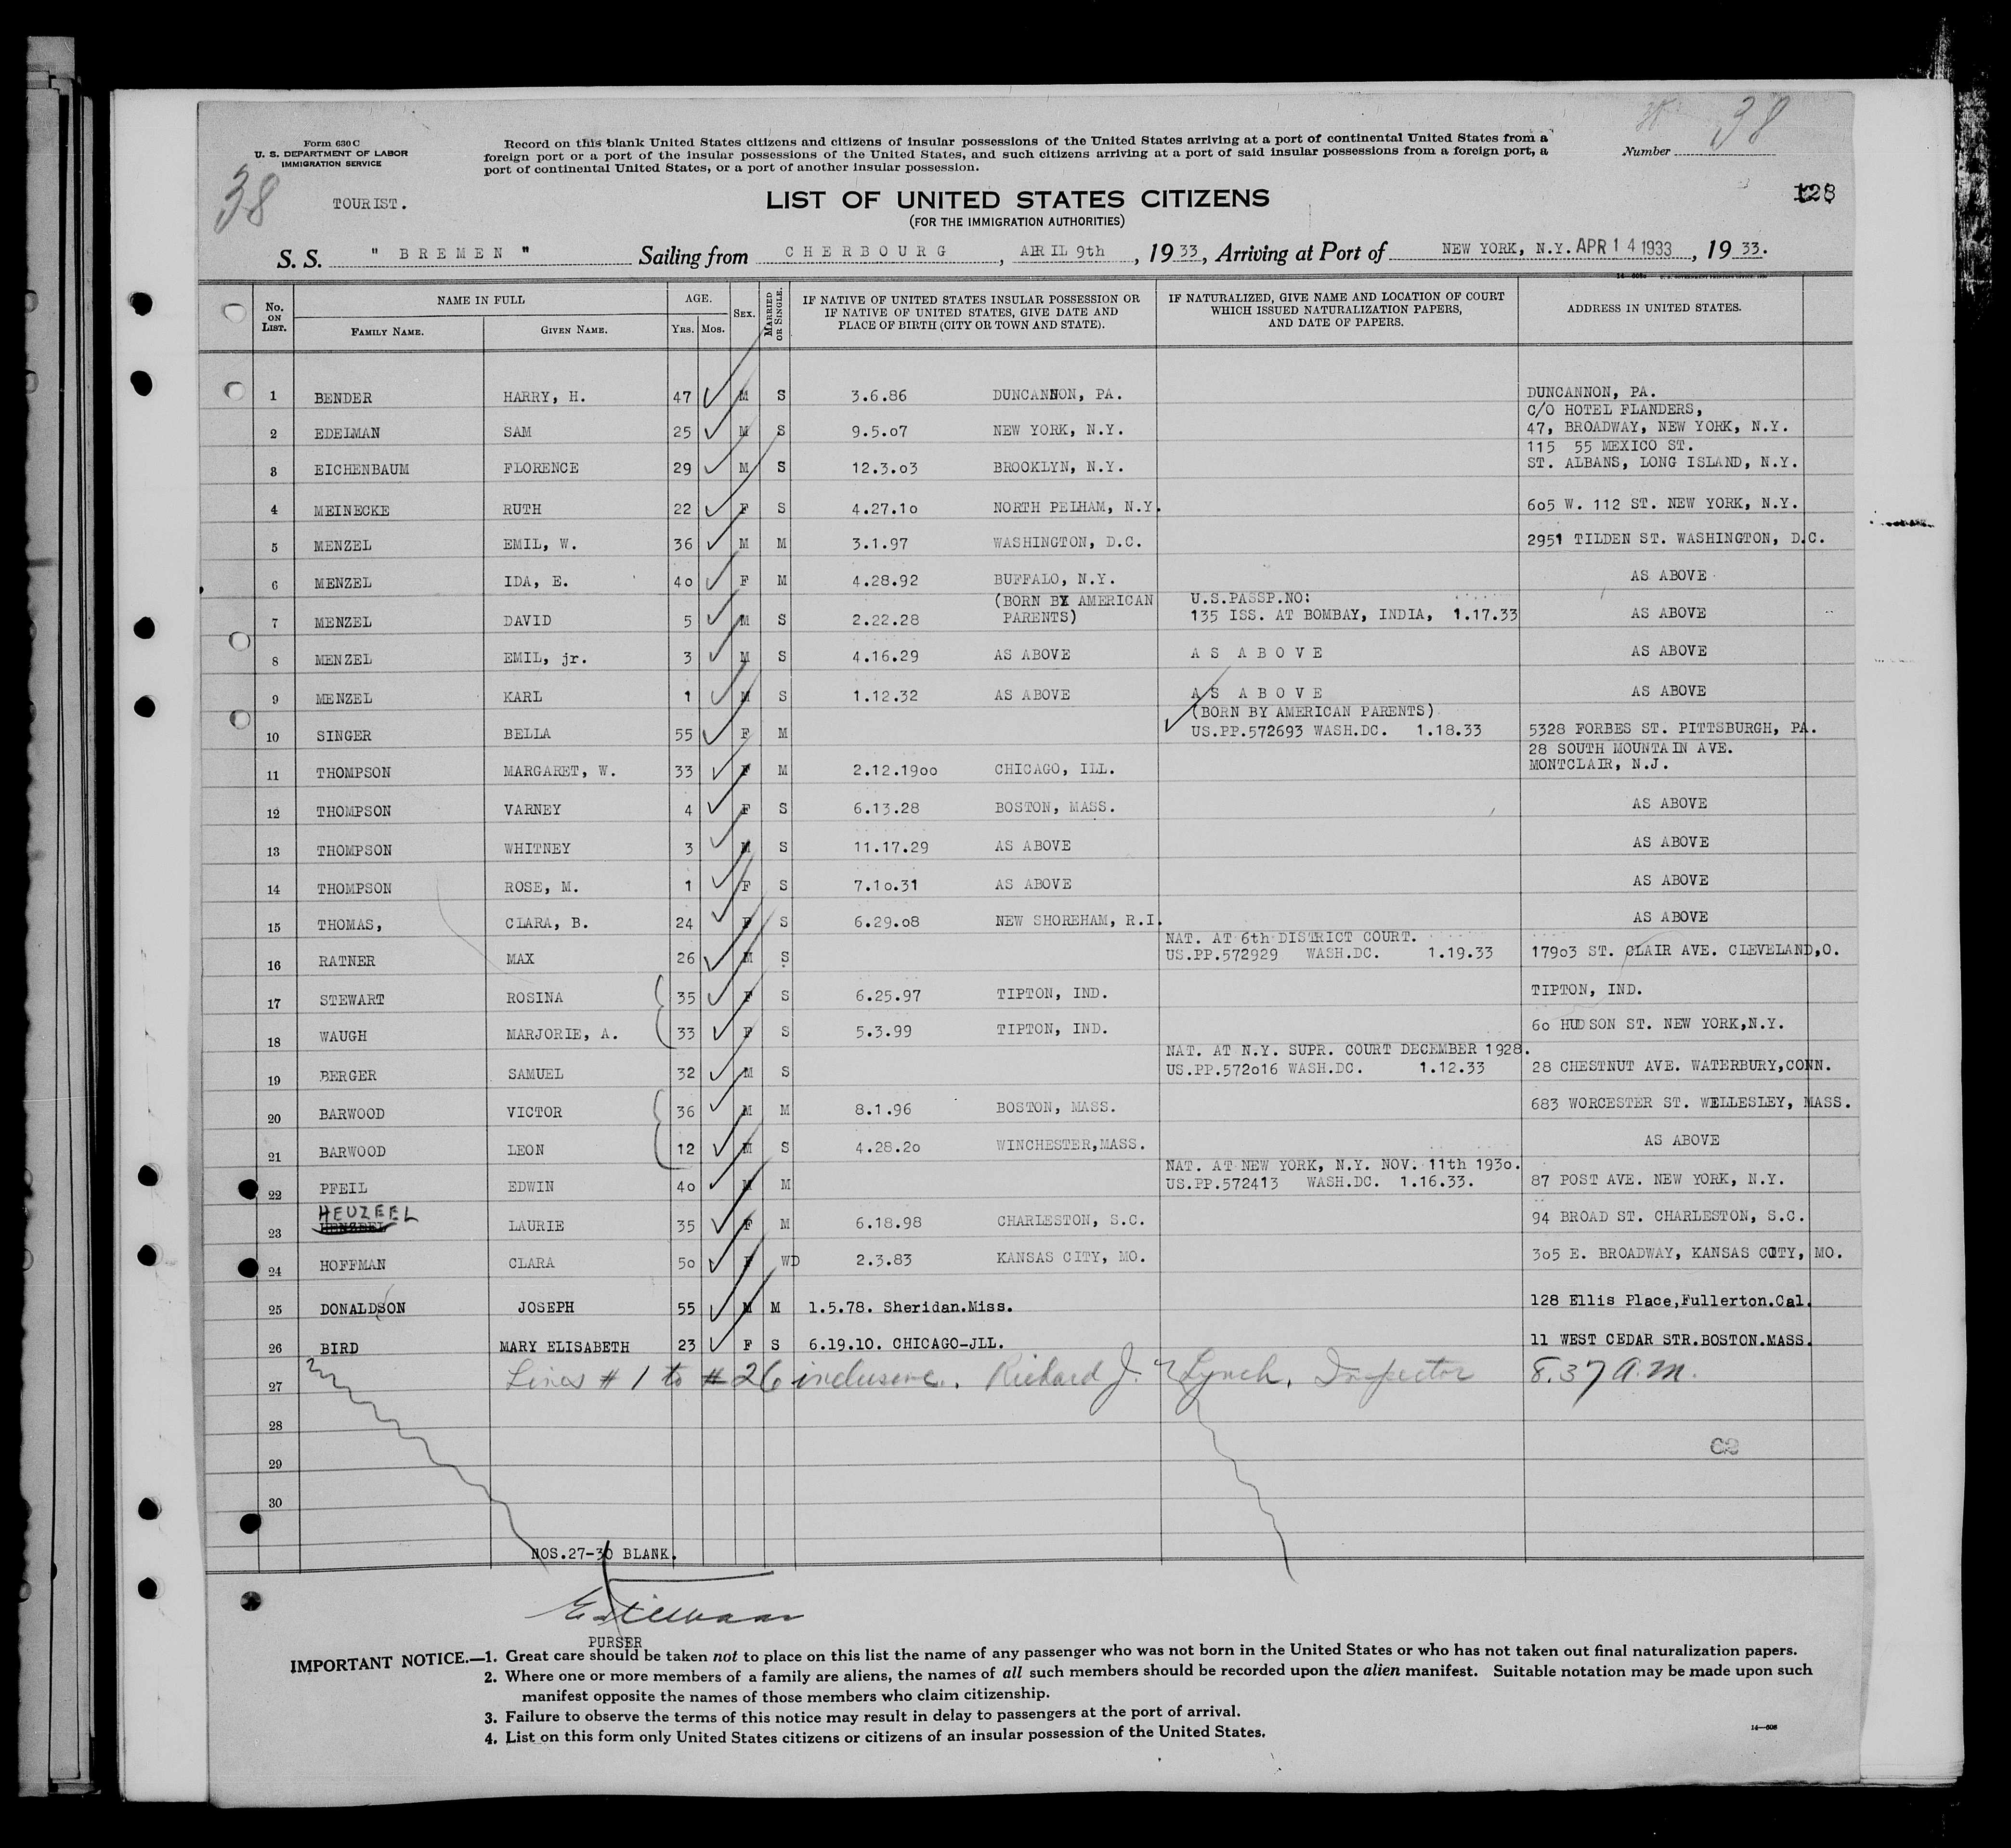 Form 630 C
U. S. DEPARTMENT OF LABOR
IMMIGRATION SERVICE
Record on this blank United States citizens and citizens of insular possessions of the United States arriving at a port of continental United States from a
foreign port or a port of the insular possessions of the United States, and such citizens arriving at a port of said insular possessions from a foreign port, a
port of continental United States, or a port of another insular possession.
Number 38
38
TOURIST.
LIST OF UNITED STATES CITIZENS
(FOR THE IMMIGRATION AUTHORITIES)
128
S. S. " BREMEN " Sailing from CHERBOURG, APRIL 9th, 1933, Arriving at Port of NEW YORK, N.Y. APR 14 1933, 1933.
No. ON LIST. NAME IN FULL FAMILY NAME. GIVEN NAME. AGE. YRS. MOS. SEX. MARRIED OR SINGLE. IF NATIVE OF UNITED STATES INSULAR POSSESSION OR IF NATIVE OF UNITED STATES, GIVE DATE AND PLACE OF BIRTH (CITY OR TOWN AND STATE). IF NATURALIZED, GIVE NAME AND LOCATION OF COURT WHICH ISSUED NATURALIZATION PAPERS, AND DATE OF PAPERS. ADDRESS IN UNITED STATES.
1 BENDER HARRY, H. 47 M S 3.6.86 DUNCANNON, PA. DUNCANNON, PA.
C/O HOTEL FLANDERS,
2 EDELMAN SAM 25 M S 9.5.07 NEW YORK, N.Y. 47, BROADWAY, NEW YORK, N.Y.
115 55 MEXICO ST.
3 EICHENBAUM FLORENCE 29 M S 12.3.03 BROOKLYN, N.Y. ST. ALBANS, LONG ISLAND, N.Y.
4 MEINECKE RUTH 22 F S 4.27.10 NORTH PELHAM, N.Y. 605 W. 112 ST. NEW YORK, N.Y.
5 MENZEL EMIL, W. 36 M M 3.1.97 WASHINGTON, D.C. 2951 TILDEN ST. WASHINGTON, D.C.
6 MENZEL IDA, E. 40 F M 4.28.92 BUFFALO, N.Y. AS ABOVE
(BORN BY AMERICAN U.S.PASSP.NO:
7 MENZEL DAVID 5 M S 2.22.28 PARENTS) 135 ISS. AT BOMBAY, INDIA, 1.17.33 AS ABOVE
8 MENZEL EMIL, jr. 3 M S 4.16.29 AS ABOVE AS ABOVE AS ABOVE
9 MENZEL KARL 1 M S 1.12.32 AS ABOVE AS ABOVE AS ABOVE
(BORN BY AMERICAN PARENTS)
10 SINGER BELLA 55 F M US.PP.572693 WASH.DC. 1.18.33 5328 FORBES ST. PITTSBURGH, PA.
28 SOUTH MOUNTAIN AVE.
11 THOMPSON MARGARET, W. 33 F M 2.12.1900 CHICAGO, ILL. MONTCLAIR, N.J.
12 THOMPSON VARNEY 4 F S 6.13.28 BOSTON, MASS. AS ABOVE
13 THOMPSON WHITNEY 3 M S 11.17.29 AS ABOVE AS ABOVE
14 THOMPSON ROSE, M. 1 F S 7.10.31 AS ABOVE AS ABOVE
15 THOMAS, CLARA, B. 24 F S 6.29.08 NEW SHOREHAM, R.I. AS ABOVE
NAT. AT 6th DISTRICT COURT.
16 RATNER MAX 26 M S US.PP.572929 WASH.DC. 1.19.33 17903 ST. CLAIR AVE. CLEVELAND,O.
17 STEWART ROSINA 35 F S 6.25.97 TIPTON, IND. TIPTON, IND.
18 WAUGH MARJORIE, A. 33 F S 5.3.99 TIPTON, IND. 60 HUDSON ST. NEW YORK,N.Y.
NAT. AT N.Y. SUPR. COURT DECEMBER 1928.
19 BERGER SAMUEL 32 M S US.PP.572016 WASH.DC. 1.12.33 28 CHESTNUT AVE. WATERBURY,CONN.
20 BARWOOD VICTOR 36 M M 8.1.96 BOSTON, MASS. 683 WORCESTER ST. WELLESLEY, MASS.
21 BARWOOD LEON 12 M S 4.28.20 WINCHESTER,MASS. AS ABOVE
NAT. AT NEW YORK, N.Y. NOV. 11th 1930.
22 PFEIL EDWIN 40 M M US.PP.572413 WASH.DC. 1.16.33. 87 POST AVE. NEW YORK, N.Y.
HEUZEEL
23 LAURIE 35 F M 6.18.98 CHARLESTON, S.C. 94 BROAD ST. CHARLESTON, S.C.
24 HOFFMAN CLARA 50 F WD 2.3.83 KANSAS CITY, MO. 305 E. BROADWAY, KANSAS CITY, MO.
25 DONALDSON JOSEPH 55 M M 1.5.78. Sheridan.Miss. 128 Ellis Place,Fullerton.Cal.
26 BIRD MARY ELISABETH 23 F S 6.19.10. CHICAGO-JLL. 11 WEST CEDAR STR.BOSTON.MASS.
27 Lines # 1 to # 26 inclusive. Richard J. Lynch, Inspector 8.37 a.m.
28
29
30
C2
NOS.27-30 BLANK.
PURSER
IMPORTANT NOTICE.—1. Great care should be taken not to place on this list the name of any passenger who was not born in the United States or who has not taken out final naturalization papers.
2. Where one or more members of a family are aliens, the names of all such members should be recorded upon the alien manifest. Suitable notation may be made upon such
manifest opposite the names of those members who claim citizenship.
3. Failure to observe the terms of this notice may result in delay to passengers at the port of arrival.
4. List on this form only United States citizens or citizens of an insular possession of the United States.
14—608